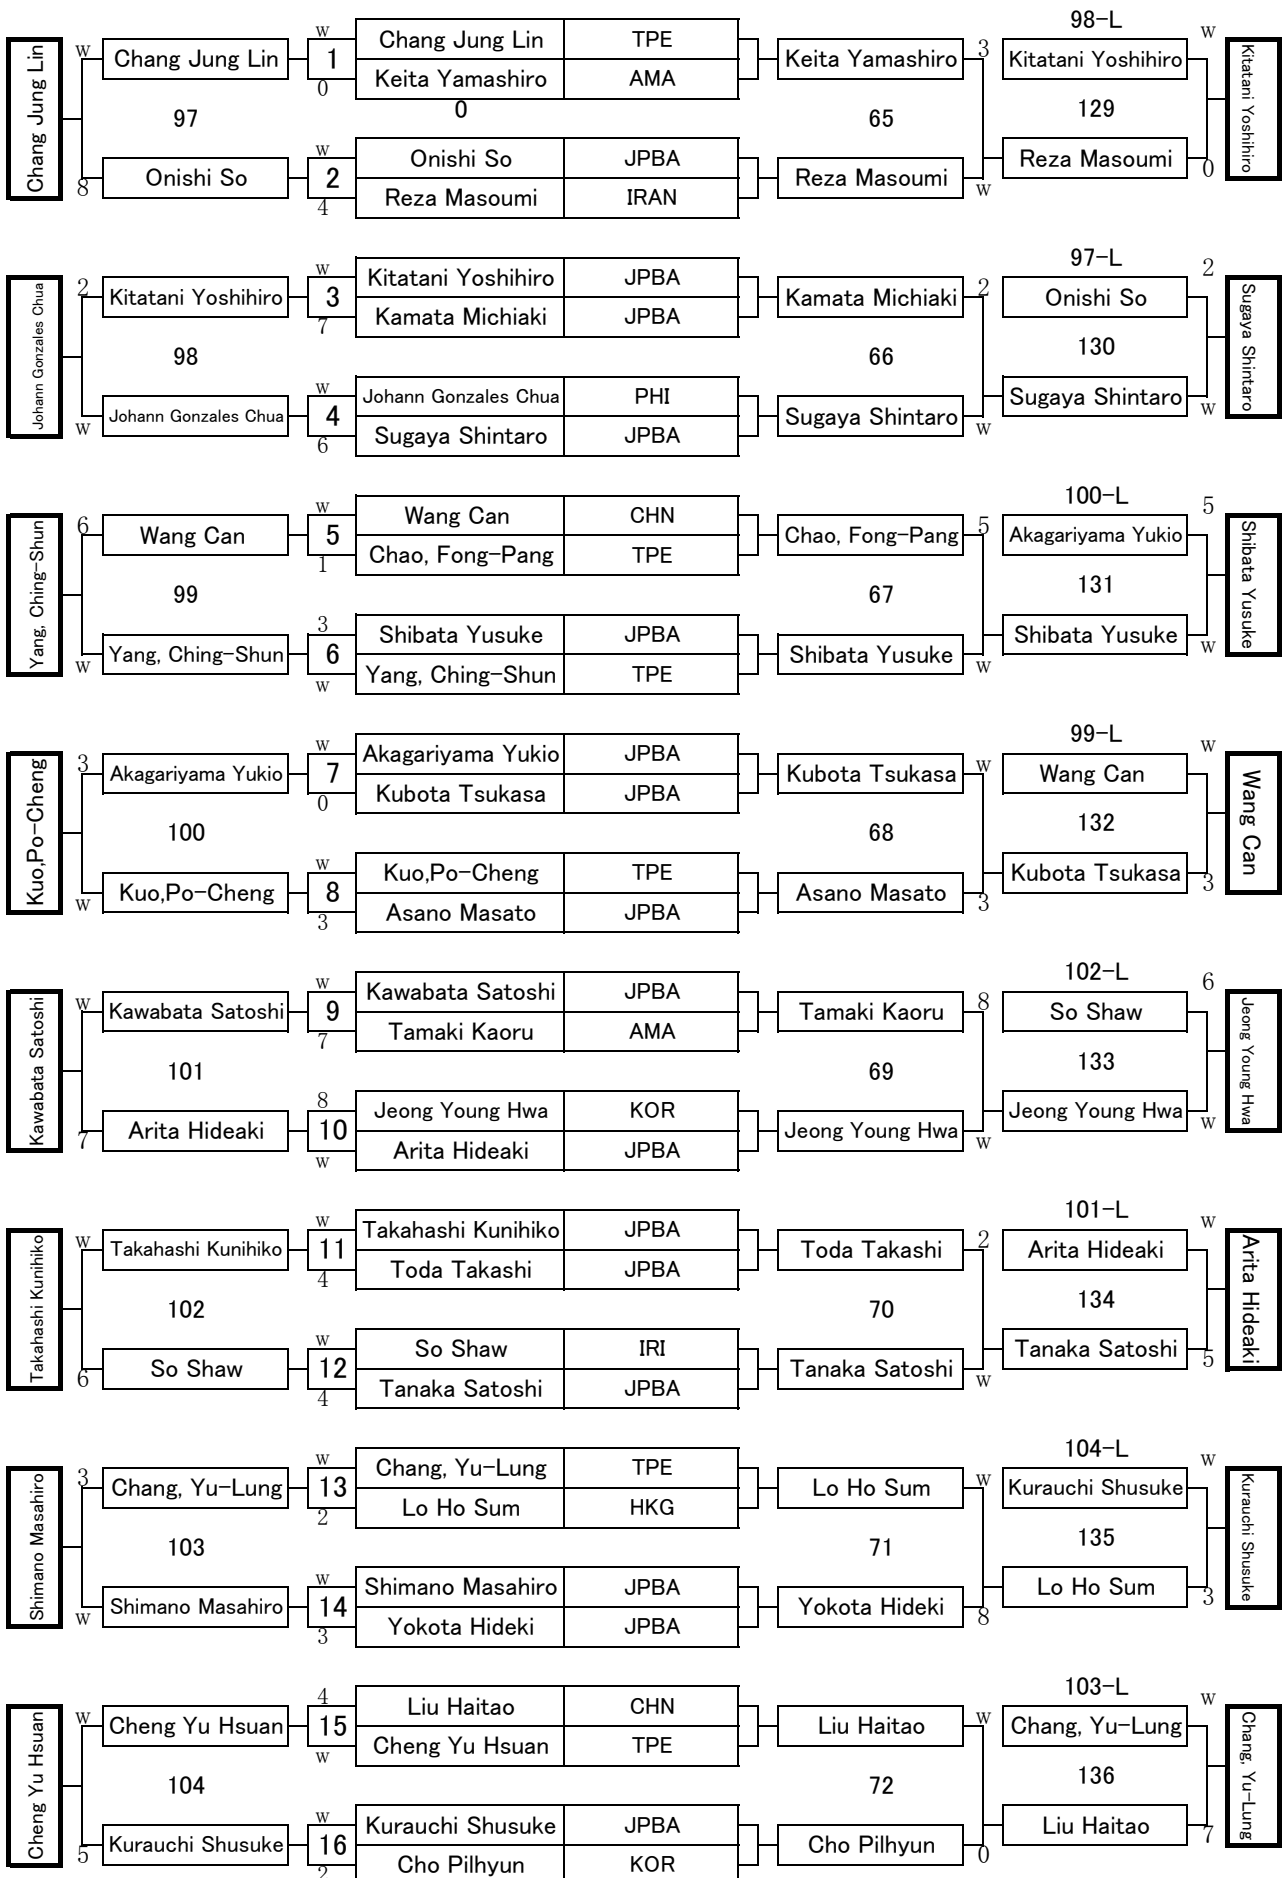 98-L
W Chang Jung Lin W Chang Jung Lin TPE Keita Yamashiro 3 Kitatani Yoshihiro W
Chang Jung Lin 1 Kitatani Yoshihiro
0 Keita Yamashiro AMA
97 0 65 129
8 Onishi So W Onishi So JPBA Reza Masoumi W Reza Masoumi 0
2
4 Reza Masoumi IRAN
97-L
2 Kitatani Yoshihiro W Kitatani Yoshihiro JPBA Kamata Michiaki 2 Onishi So 2
Johann Gonzales Chua 3 Sugaya Shintaro
7 Kamata Michiaki JPBA
98 66 130
W Johann Gonzales Chua W Johann Gonzales Chua PHI Sugaya Shintaro W Sugaya Shintaro W
4
6 Sugaya Shintaro JPBA
100-L
6 Wang Can W Wang Can CHN Chao, Fong-Pang 5 Akagariyama Yukio 5
Yang, Ching-Shun 5 Shibata Yusuke
1 Chao, Fong-Pang TPE
99 67 131
W Yang, Ching-Shun 3 Shibata Yusuke JPBA Shibata Yusuke W Shibata Yusuke W
6
W Yang, Ching-Shun TPE
99-L
3 Akagariyama Yukio W Akagariyama Yukio JPBA Kubota Tsukasa W Wang Can W
Kuo,Po-Cheng 7 Wang Can
0 Kubota Tsukasa JPBA
100 68 132
W Kuo,Po-Cheng W Kuo,Po-Cheng TPE Asano Masato 3 Kubota Tsukasa 3
8
3 Asano Masato JPBA
102-L
W Kawabata Satoshi W Kawabata Satoshi JPBA Tamaki Kaoru 8 So Shaw 6
Kawabata Satoshi 9 Jeong Young Hwa
7 Tamaki Kaoru AMA
101 69 133
7 Arita Hideaki 8 Jeong Young Hwa KOR Jeong Young Hwa W Jeong Young Hwa W
10
W Arita Hideaki JPBA
101-L
W Takahashi Kunihiko W Takahashi Kunihiko JPBA Toda Takashi 2 Arita Hideaki W
Takahashi Kunihiko 11 Arita Hideaki
4 Toda Takashi JPBA
102 70 134
6 So Shaw W So Shaw IRI Tanaka Satoshi W Tanaka Satoshi 5
12
4 Tanaka Satoshi JPBA
104-L
3 Chang, Yu-Lung W Chang, Yu-Lung TPE Lo Ho Sum W Kurauchi Shusuke W
Shimano Masahiro 13 Kurauchi Shusuke
2 Lo Ho Sum HKG
103 71 135
W Shimano Masahiro W Shimano Masahiro JPBA Yokota Hideki 8 Lo Ho Sum 3
14
3 Yokota Hideki JPBA
103-L
W Cheng Yu Hsuan 4 Liu Haitao CHN Liu Haitao W Chang, Yu-Lung W
Cheng Yu Hsuan 15 Chang, Yu-Lung
W Cheng Yu Hsuan TPE
104 72 136
5 Kurauchi Shusuke W Kurauchi Shusuke JPBA Cho Pilhyun 0 Liu Haitao 7
16
2 Cho Pilhyun KOR